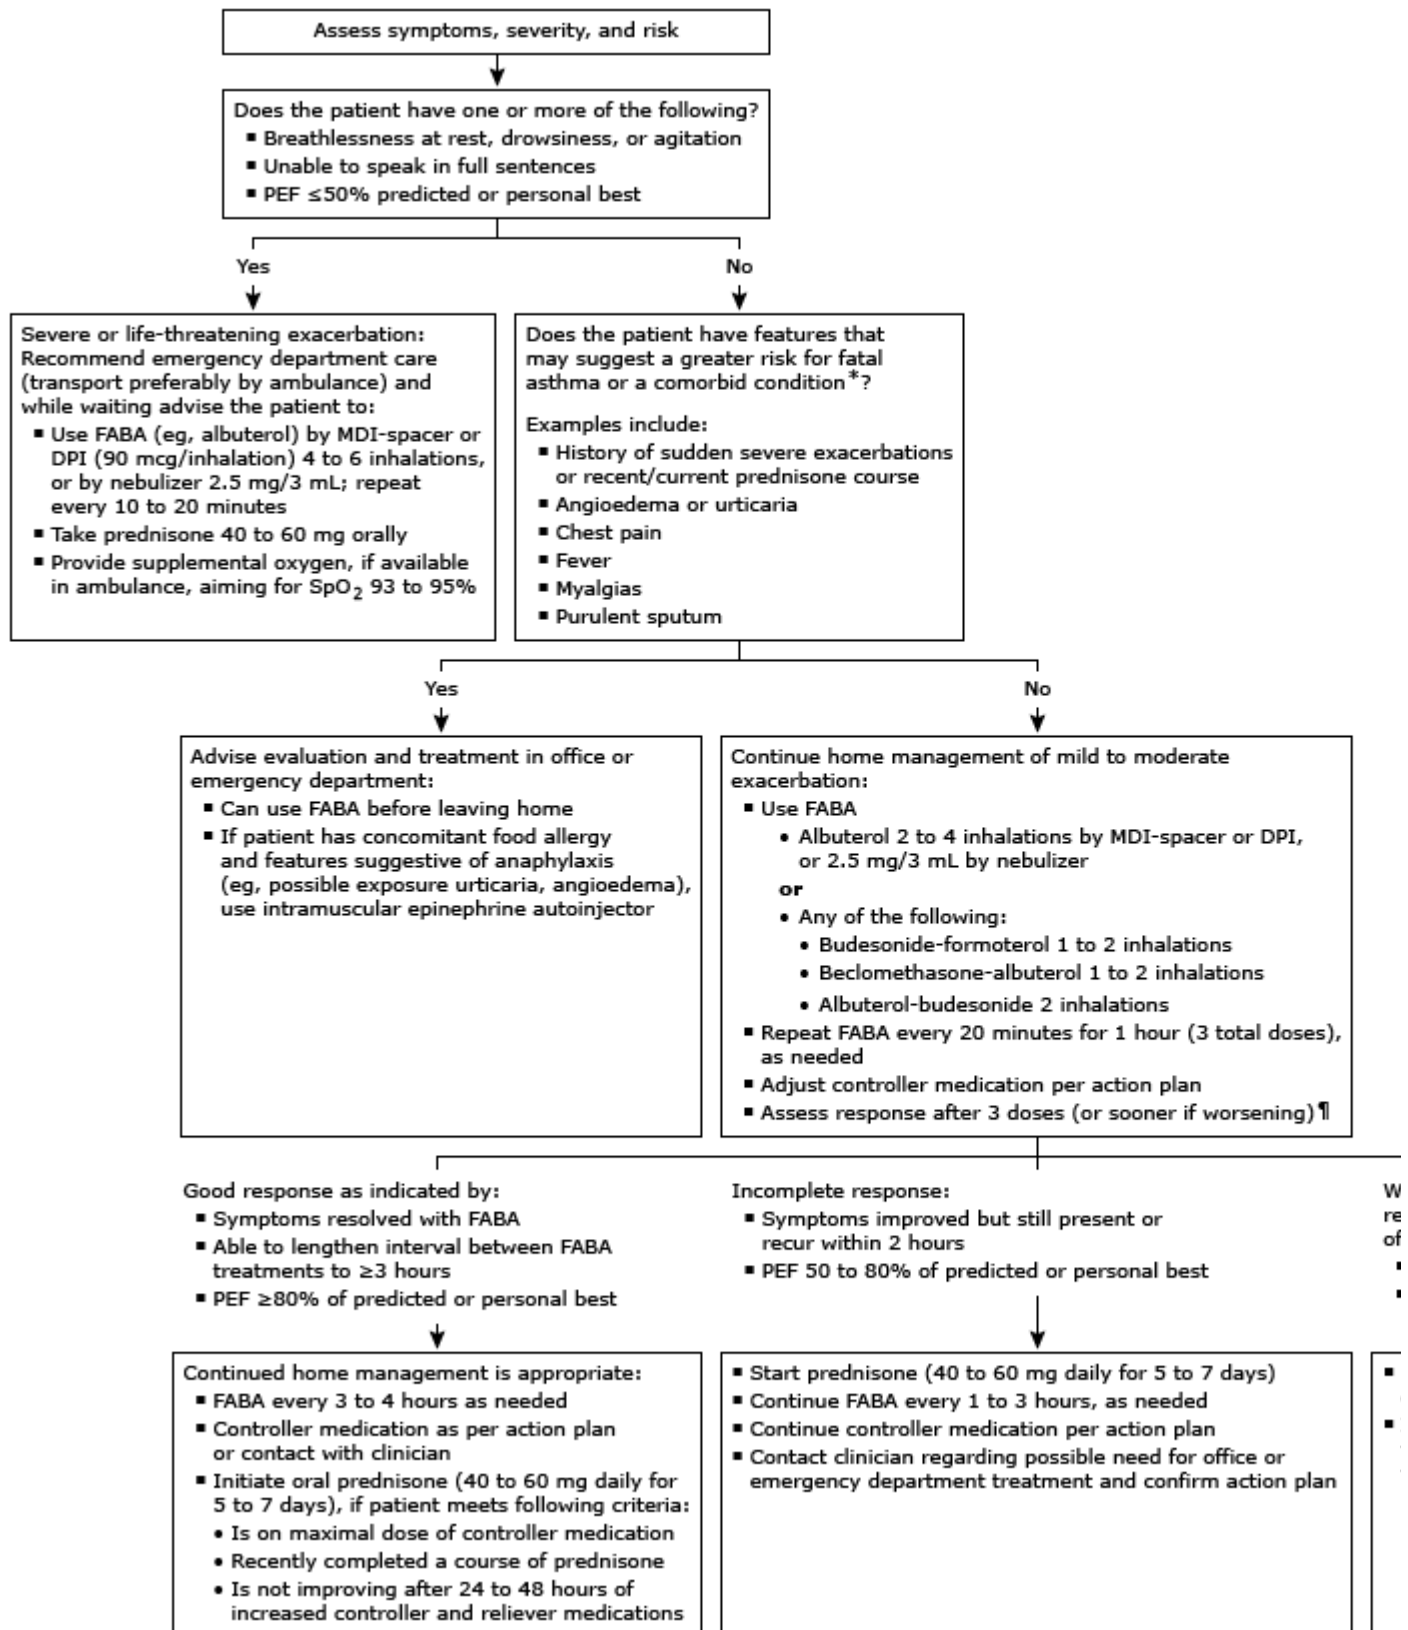 Assess symptoms, severity, and risk
Does the patient have one or more of the following?
▪ Breathlessness at rest, drowsiness, or agitation
▪ Unable to speak in full sentences
▪ PEF ≤50% predicted or personal best
Yes
No
Severe or life-threatening exacerbation:
Recommend emergency department care
(transport preferably by ambulance) and
while waiting advise the patient to:
▪ Use FABA (eg, albuterol) by MDI-spacer or
DPI (90 mcg/inhalation) 4 to 6 inhalations,
or by nebulizer 2.5 mg/3 mL; repeat
every 10 to 20 minutes
▪ Take prednisone 40 to 60 mg orally
▪ Provide supplemental oxygen, if available
in ambulance, aiming for SpO₂ 93 to 95%
Does the patient have features that
may suggest a greater risk for fatal
asthma or a comorbid condition*?
Examples include:
▪ History of sudden severe exacerbations
or recent/current prednisone course
▪ Angioedema or urticaria
▪ Chest pain
▪ Fever
▪ Myalgias
▪ Purulent sputum
Yes
No
Advise evaluation and treatment in office or
emergency department:
▪ Can use FABA before leaving home
▪ If patient has concomitant food allergy
and features suggestive of anaphylaxis
(eg, possible exposure urticaria, angioedema),
use intramuscular epinephrine autoinjector
Continue home management of mild to moderate
exacerbation:
▪ Use FABA
• Albuterol 2 to 4 inhalations by MDI-spacer or DPI,
or 2.5 mg/3 mL by nebulizer
or
• Any of the following:
• Budesonide-formoterol 1 to 2 inhalations
• Beclomethasone-albuterol 1 to 2 inhalations
• Albuterol-budesonide 2 inhalations
▪ Repeat FABA every 20 minutes for 1 hour (3 total doses),
as needed
▪ Adjust controller medication per action plan
▪ Assess response after 3 doses (or sooner if worsening)¶
Good response as indicated by:
▪ Symptoms resolved with FABA
▪ Able to lengthen interval between FABA
treatments to ≥3 hours
▪ PEF ≥80% of predicted or personal best
Incomplete response:
▪ Symptoms improved but still present or
recur within 2 hours
▪ PEF 50 to 80% of predicted or personal best
Continued home management is appropriate:
▪ FABA every 3 to 4 hours as needed
▪ Controller medication as per action plan
or contact with clinician
▪ Initiate oral prednisone (40 to 60 mg daily for
5 to 7 days), if patient meets following criteria:
• Is on maximal dose of controller medication
• Recently completed a course of prednisone
• Is not improving after 24 to 48 hours of
increased controller and reliever medications
▪ Start prednisone (40 to 60 mg daily for 5 to 7 days)
▪ Continue FABA every 1 to 3 hours, as needed
▪ Continue controller medication per action plan
▪ Contact clinician regarding possible need for office or
emergency department treatment and confirm action plan